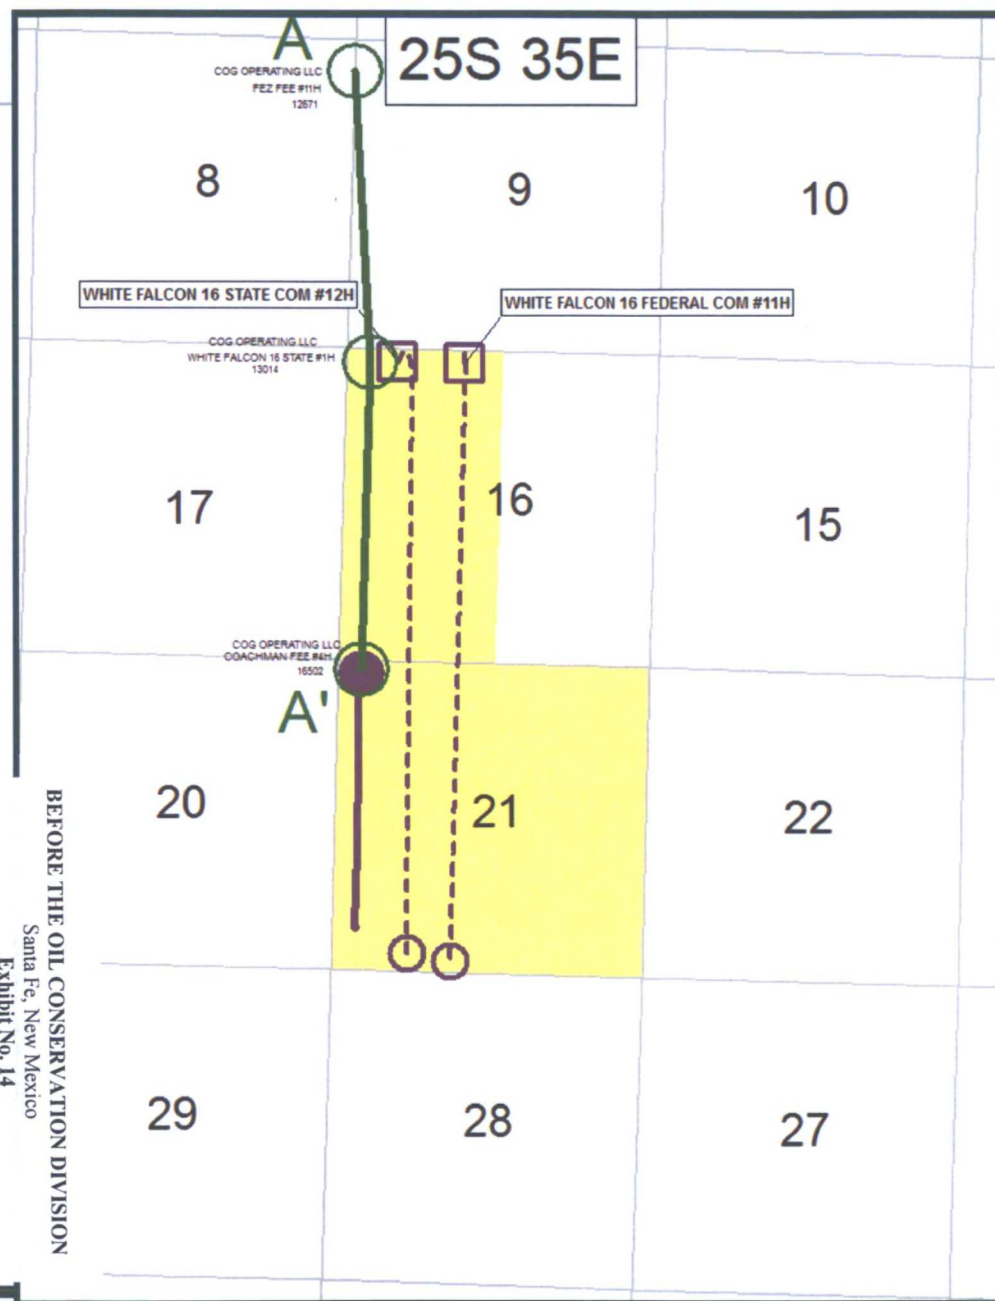 A
25S 35E
COG OPERATING LLC
FEZ FEE #11H
12671
8
9
10
WHITE FALCON 16 STATE COM #12H
WHITE FALCON 16 FEDERAL COM #11H
COG OPERATING LLC
WHITE FALCON 16 STATE #1H
13014
17
16
15
COG OPERATING LLC
COACHMAN FEE #4H
16502
A'
20
21
22
29
28
27
BEFORE THE OIL CONSERVATION DIVISION
Santa Fe, New Mexico
Exhibit No. 14